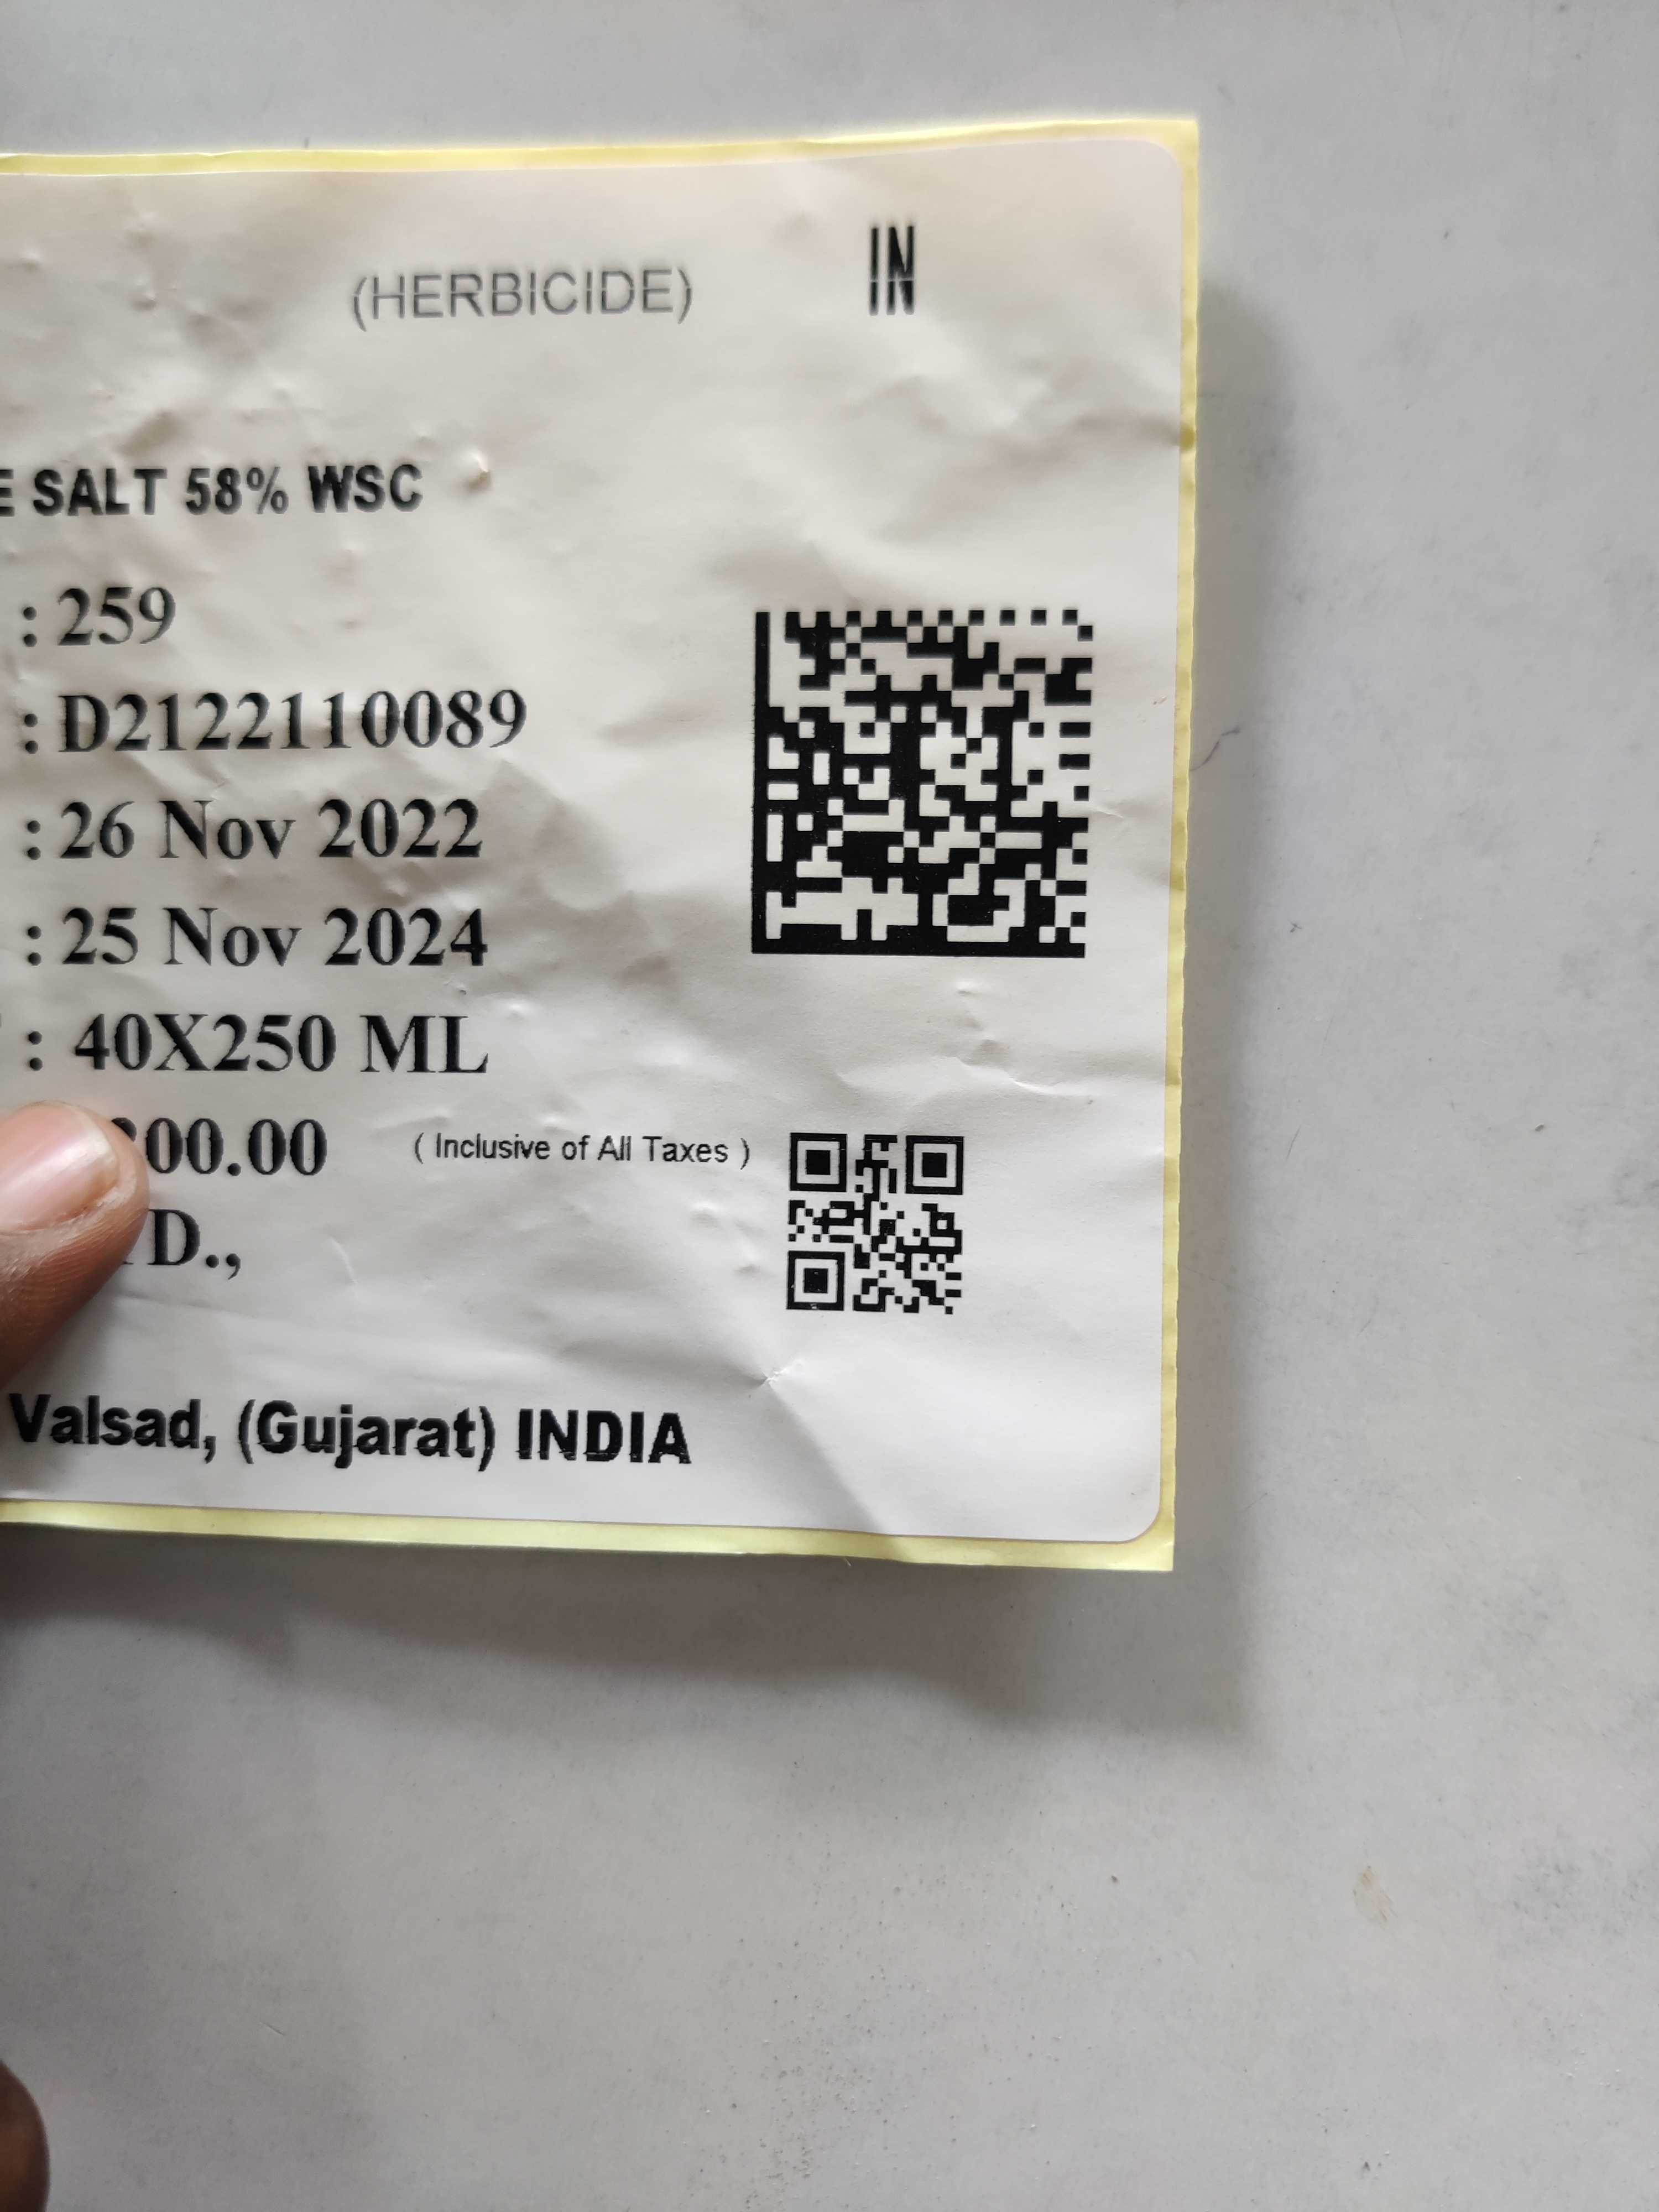 (HERBICIDE) IN
SALT 58% WSC
: 259
: D2122110089
: 26 Nov 2022
: 25 Nov 2024
: 40X250 ML
00.00 ( Inclusive of All Taxes )
D.,
Valsad, (Gujarat) INDIA